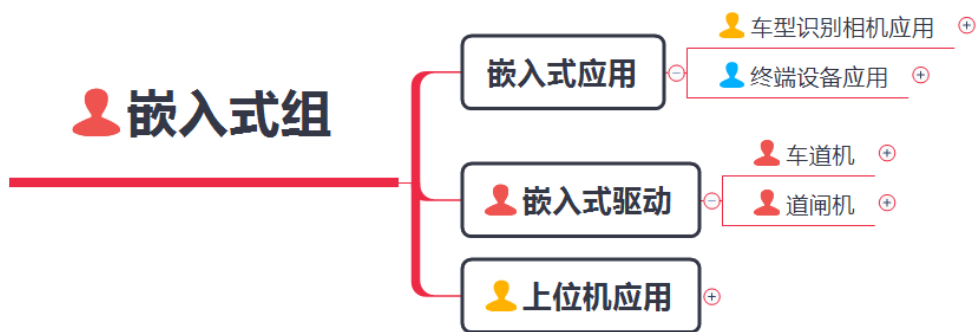 嵌入式组
嵌入式应用
车型识别相机应用
终端设备应用
嵌入式驱动
车道机
道闸机
上位机应用